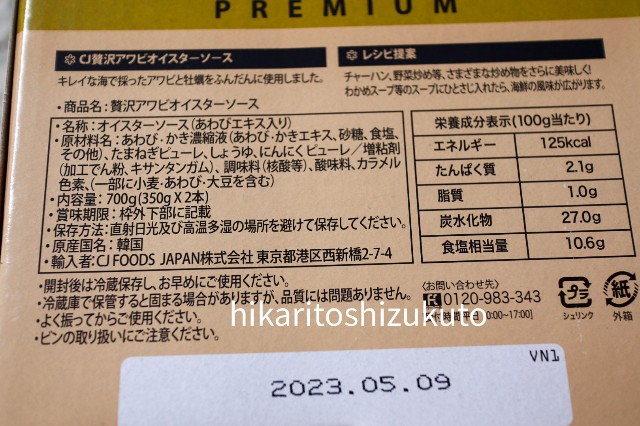 PREMIUM
CJ贅沢アワビオイスターソース
キレイな海で採ったアワビと牡蠣をふんだんに使用しました。
レシピ提案
チャーハン、野菜炒め等、さまざまな炒め物をさらに美味しく!
わかめスープ等のスープにひとさじ入れたら、海鮮の風味が広がります。
・商品名:贅沢アワビオイスターソース
・名称:オイスターソース(あわびエキス入り)
・原材料名:あわび・かき濃縮液(あわび・かきエキス、砂糖、食塩、
その他)、たまねぎピューレ、しょうゆ、にんにくピューレ/増粘剤
(加工でん粉、キサンタンガム)、調味料(核酸等)、酸味料、カラメル
色素、(一部に小麦・あわび・大豆を含む)
・内容量:700g(350g X 2本)
・賞味期限:枠外下部に記載
・保存方法:直射日光及び高温多湿の場所を避けて保存してください。
・原産国名:韓国
・輸入者:CJ FOODS JAPAN株式会社 東京都港区西新橋2-7-4
栄養成分表示(100g当たり)
エネルギー 125kcal
たんぱく質 2.1g
脂質 1.0g
炭水化物 27.0g
食塩相当量 10.6g
・開封後は冷蔵保存し、お早めにご使用ください。
・冷蔵庫で保管すると固まる場合がありますが、品質には問題ありません。
・よく振ってからご使用ください。
・ビンの取り扱いにご注意ください。
〈お問い合わせ先〉
0120-983-343
付時間:平日 0:00~17:00]
プラ
シュリンク
紙
外箱
hikaritoshizukuto
VN1
2023.05.09